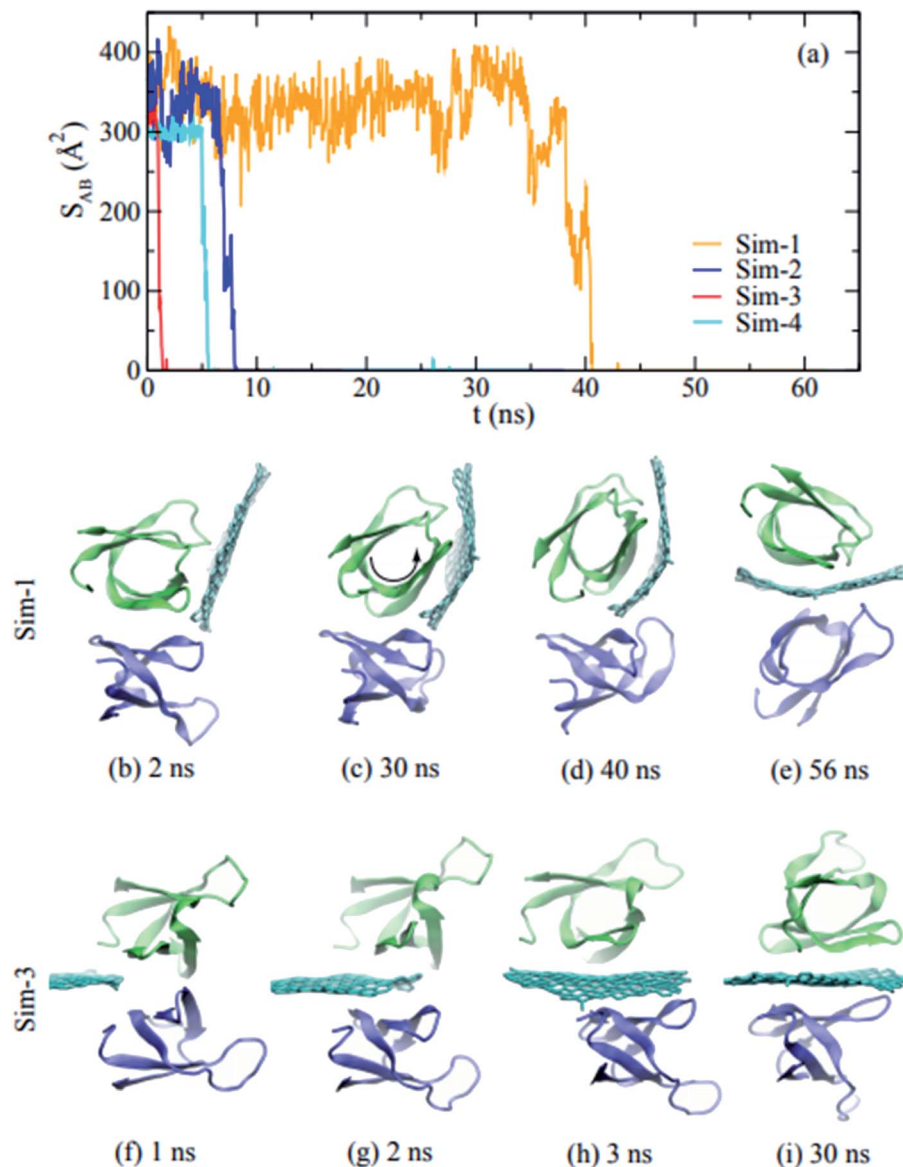 (a)
400
300
200
100
0
S_AB (Å²)
Sim-1
Sim-2
Sim-3
Sim-4
0 10 20 30 40 50 60
t (ns)
Sim-1
(b) 2 ns (c) 30 ns (d) 40 ns (e) 56 ns
Sim-3
(f) 1 ns (g) 2 ns (h) 3 ns (i) 30 ns